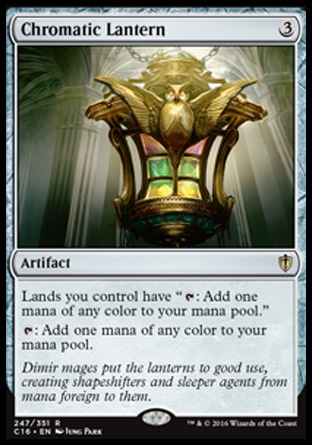 Chromatic Lantern 3
Artifact
Lands you control have “: Add one
mana of any color to your mana pool.”
: Add one mana of any color to your
mana pool.
Dimir mages put the lanterns to good use,
creating shapeshifters and sleeper agents from
mana foreign to them.
247/351 R
C16 • EN Jung Park
™ & © 2016 Wizards of the Coast